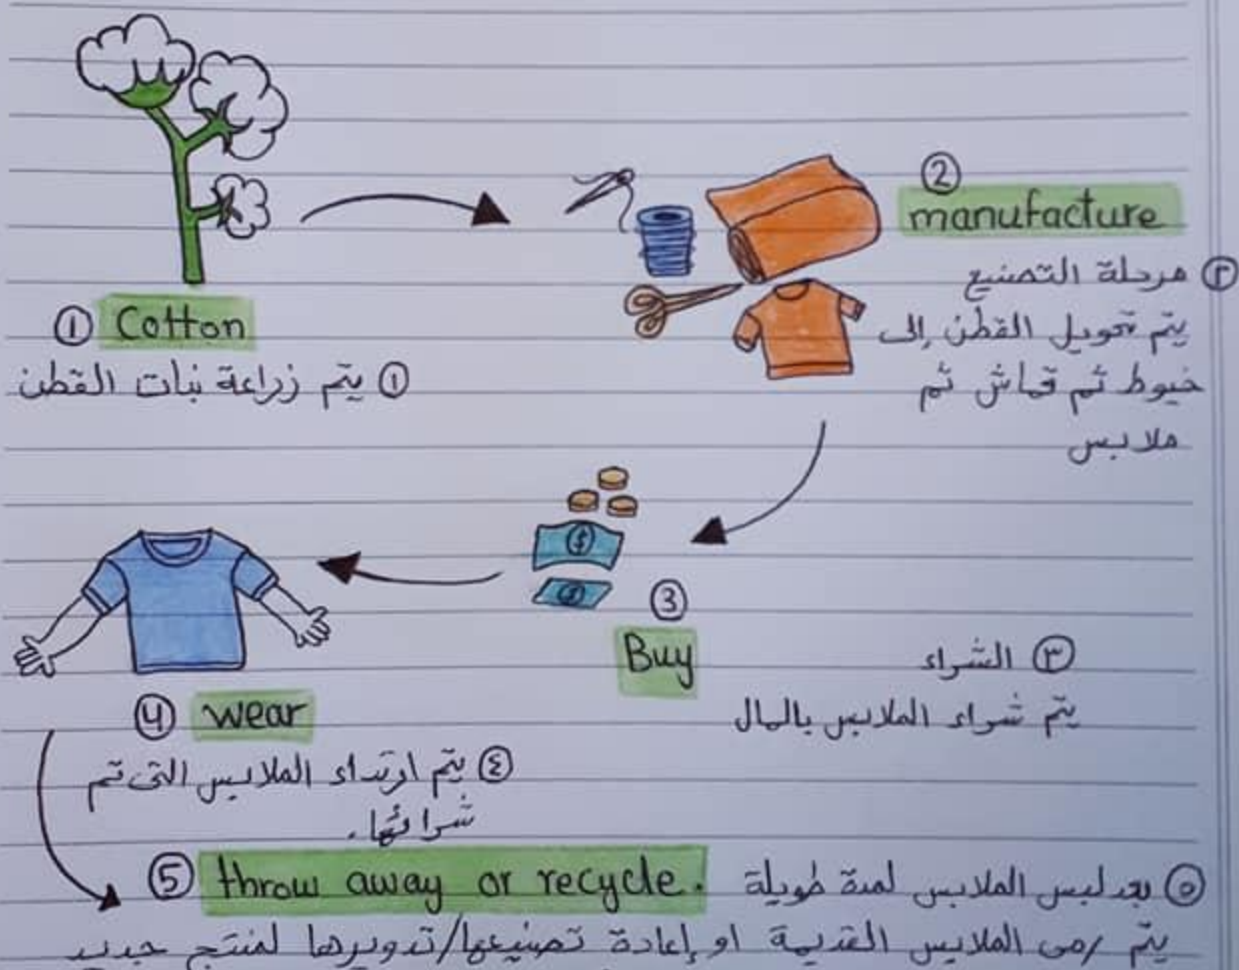 ① Cotton
① يتم زراعة نبات القطن
②
manufacture
② مرحلة التصنيع
يتم تحويل القطن إلى
خيوط ثم قماش ثم
ملابس
③
Buy
③ الشراء
يتم شراء الملابس بالمال
④ wear
④ يتم ارتداء الملابس التى تم
شرائها.
⑤ throw away or recycle.
⑤ بعد لبس الملابس لمدة طويلة
يتم رمى الملابس القديمة او إعادة تصنيعها/تدويرها لمنتج جديد